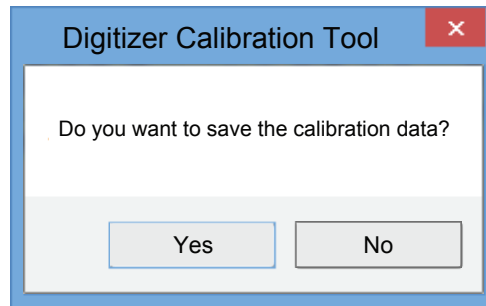 Digitizer Calibration Tool
Do you want to save the calibration data?
Yes
No